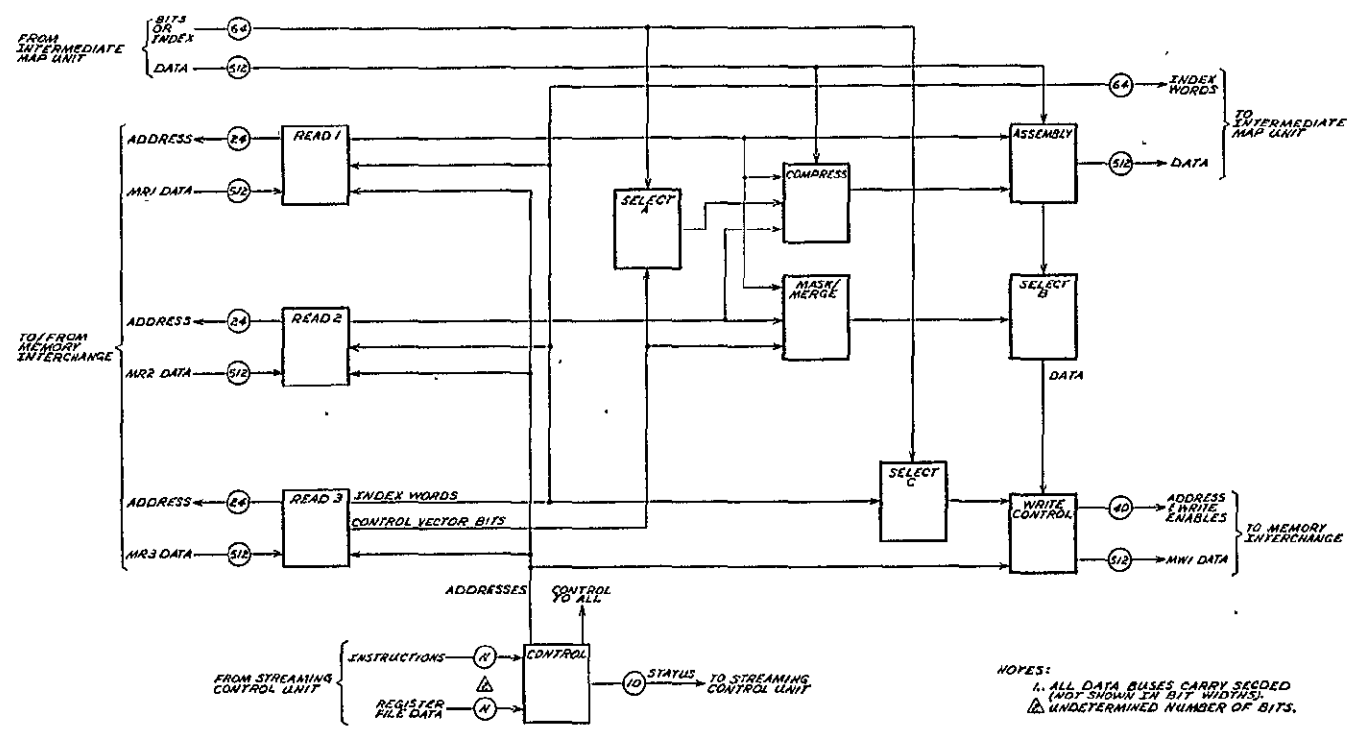 FROM
INTERMEDIATE
MAP UNIT
BITS
OR
INDEX
64
DATA
512
64
INDEX
WORDS
TO
INTERMEDIATE
MAP UNIT
ADDRESS
24
READ 1
ASSEMBLY
512
DATA
MR1 DATA
512
COMPRESS
SELECT
A
MASK/
MERGE
SELECT
B
ADDRESS
24
READ 2
TO/FROM
MEMORY
INTERCHANGE
MR2 DATA
512
DATA
SELECT
C
ADDRESS
24
READ 3
INDEX WORDS
CONTROL VECTOR BITS
WRITE
CONTROL
40
ADDRESS
& WRITE
ENABLES
TO MEMORY
INTERCHANGE
MR3 DATA
512
512
MW1 DATA
ADDRESSES
CONTROL
TO ALL
FROM STREAMING
CONTROL UNIT
INSTRUCTIONS
N
CONTROL
2
10
STATUS
TO STREAMING
CONTROL UNIT
REGISTER
FILE DATA
N
NOTES:
1. ALL DATA BUSES CARRY SECDED
(NOT SHOWN IN BIT WIDTHS).
2 UNDETERMINED NUMBER OF BITS.